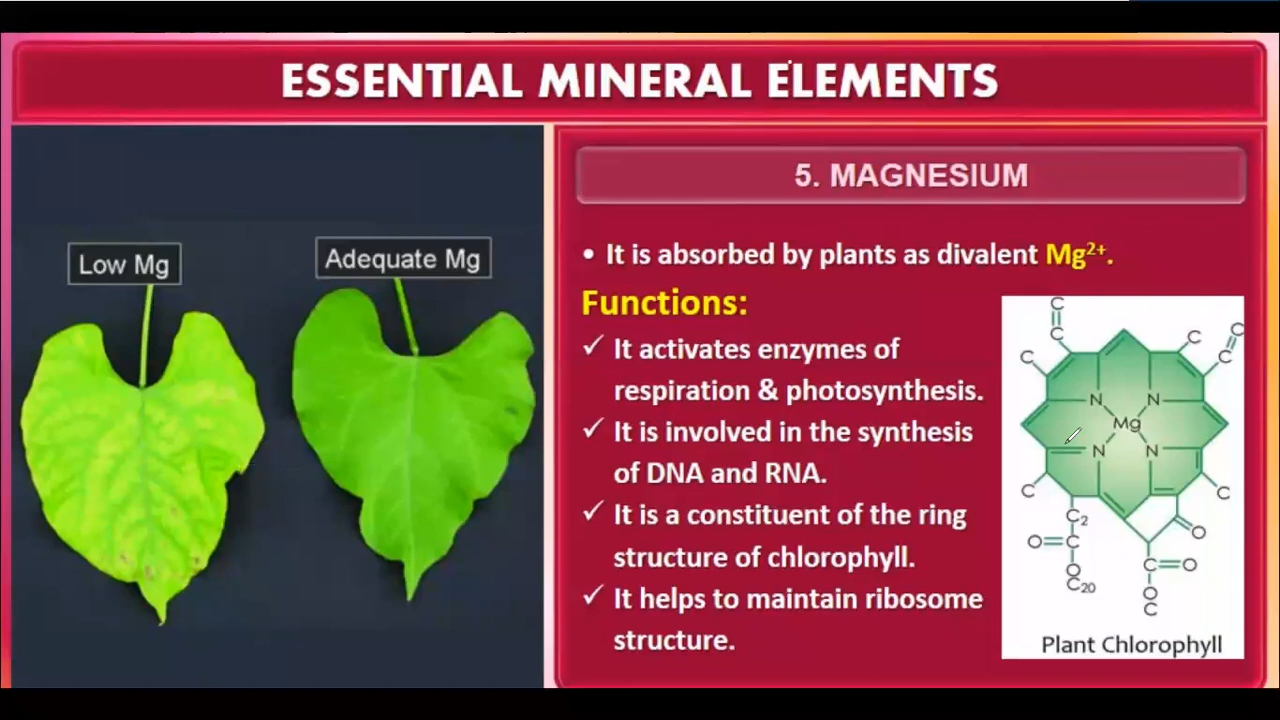 ESSENTIAL MINERAL ELEMENTS
Low Mg
Adequate Mg
5. MAGNESIUM
• It is absorbed by plants as divalent Mg²⁺.
Functions:
✓ It activates enzymes of
respiration & photosynthesis.
✓ It is involved in the synthesis
of DNA and RNA.
✓ It is a constituent of the ring
structure of chlorophyll.
✓ It helps to maintain ribosome
structure.
C
C C C
C C
N N
Mg
N N
C C
C₂ O
O C C O
O O
C₂₀ C
Plant Chlorophyll